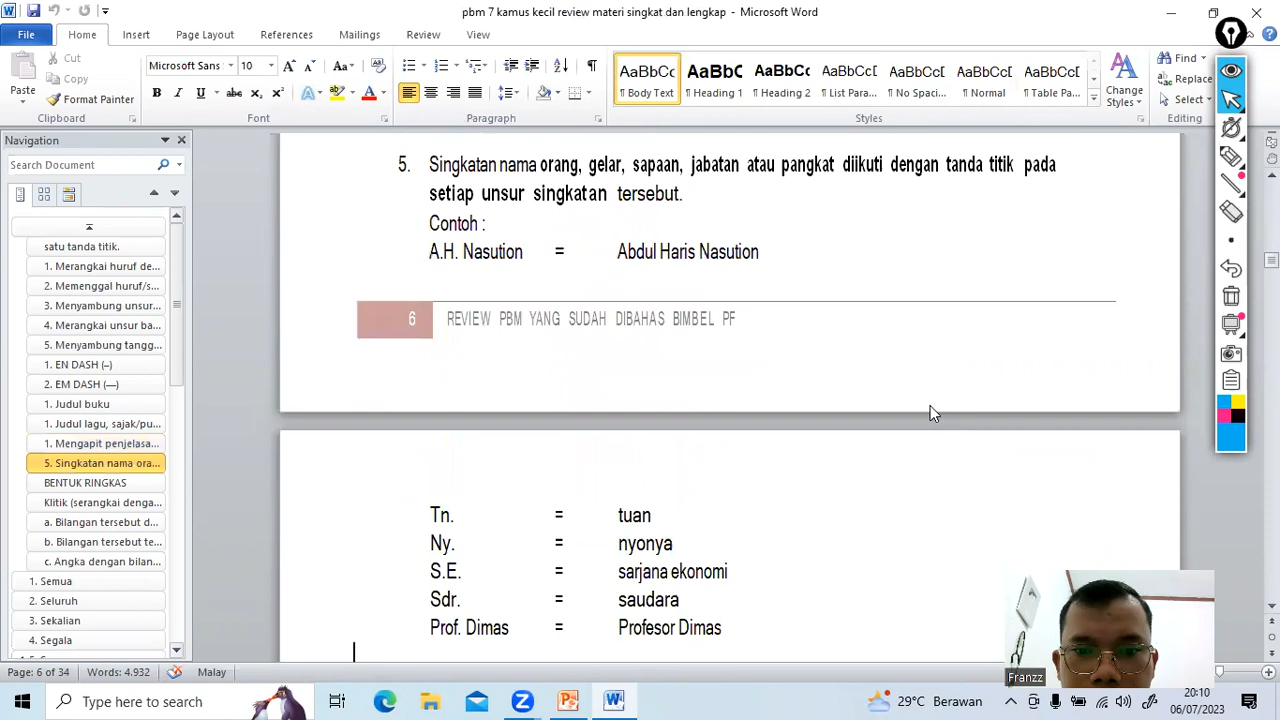 pbm 7 kamus kecil review materi singkat dan lengkap - Microsoft Word
File Home Insert Page Layout References Mailings Review View
Paste
Cut
Copy
Format Painter
Clipboard
Microsoft Sans 10
Font
Paragraph
AaBbCc Body Text
AaBbC Heading 1
AaBbCc Heading 2
AaBbC List Para...
AaBbCc No Spaci...
AaBbCc Normal
AaBbC Table Pa...
Change Styles
Styles
Find
Replace
Select
Editing
Navigation
Search Document
satu tanda titik.
1. Merangkai huruf de...
2. Memenggal huruf/s...
3. Menyambung unsur...
4. Merangkai unsur ba...
5. Menyambung tangg...
1. EN DASH (–)
2. EM DASH (—)
1. Judul buku
2. Judul lagu, sajak/pu...
1. Mengapit penjelasa...
5. Singkatan nama ora...
BENTUK RINGKAS
Klitik (serangkai denga...
a. Bilangan tersebut d...
b. Bilangan tersebut te...
c. Angka dengan bilan...
1. Semua
2. Seluruh
3. Sekalian
4. Segala
5. Singkatan nama orang, gelar, sapaan, jabatan atau pangkat diikuti dengan tanda titik pada
setiap unsur singkatan tersebut.
Contoh :
A.H. Nasution = Abdul Haris Nasution
6 REVIEW PBM YANG SUDAH DIBAHAS BIMBEL PF
Tn. = tuan
Ny. = nyonya
S.E. = sarjana ekonomi
Sdr. = saudara
Prof. Dimas = Profesor Dimas
Franzz
Page: 6 of 34 Words: 4.932 Malay
Type here to search
29°C Berawan
20:10
06/07/2023